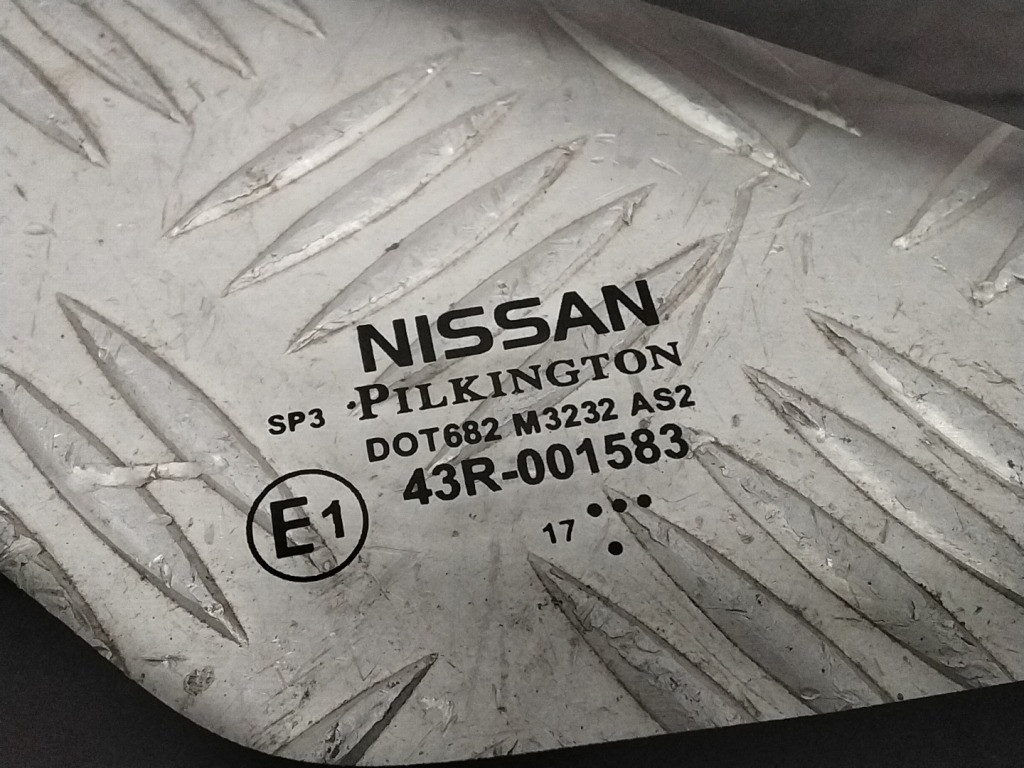 NISSAN
SP3 PILKINGTON
DOT682 M3232 AS2
43R-001583
E1
17